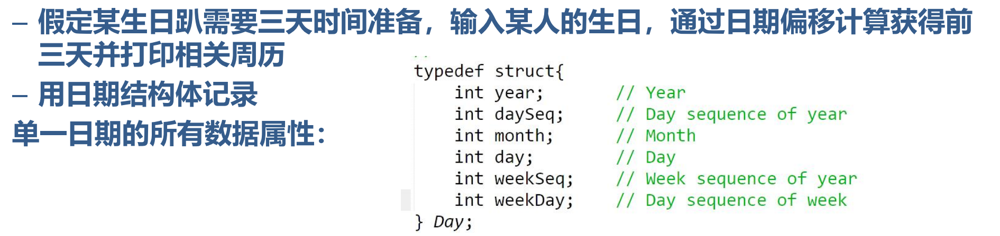 – 假定某生日趴需要三天时间准备，输入某人的生日，通过日期偏移计算获得前
三天并打印相关周历
– 用日期结构体记录
单一日期的所有数据属性：
typedef struct{
    int year;       // Year
    int daySeq;     // Day sequence of year
    int month;      // Month
    int day;        // Day
    int weekSeq;    // Week sequence of year
    int weekDay;    // Day sequence of week
} Day;